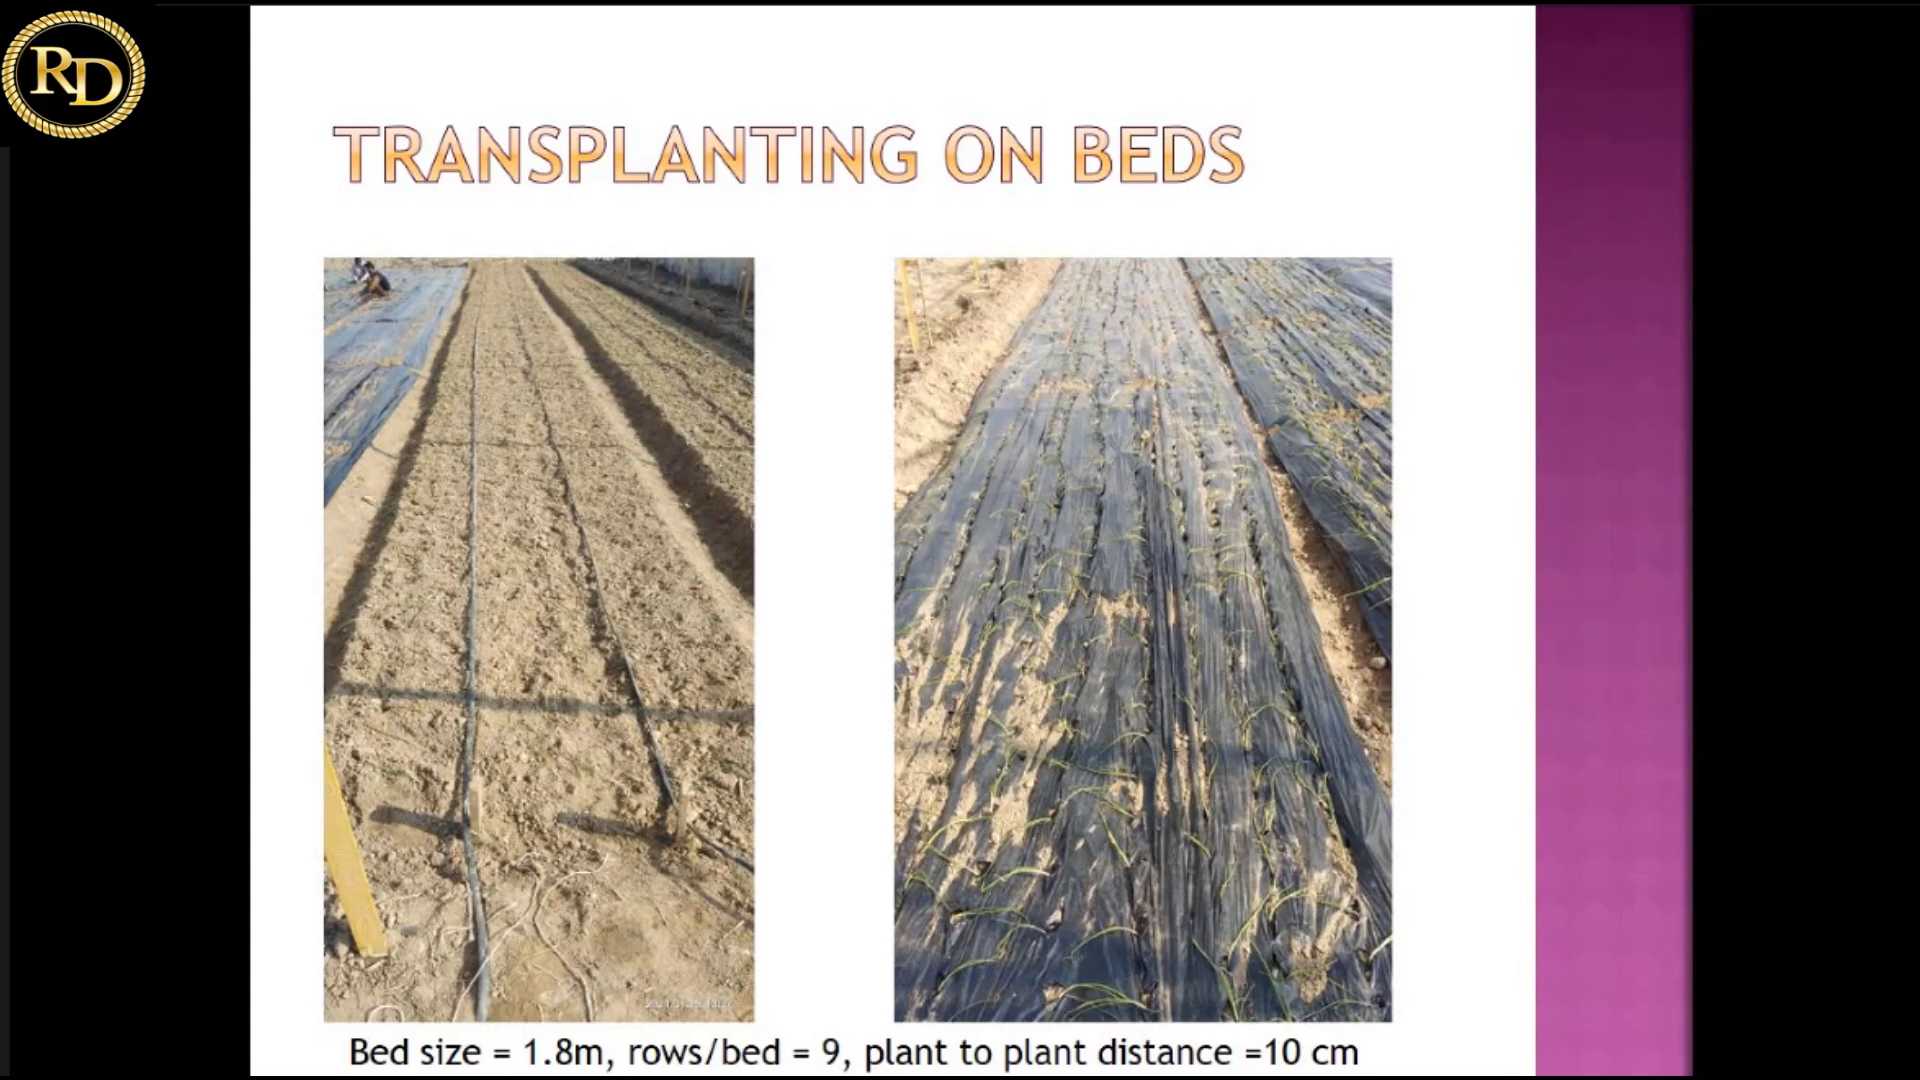 RD
TRANSPLANTING ON BEDS
Bed size = 1.8m, rows/bed = 9, plant to plant distance =10 cm